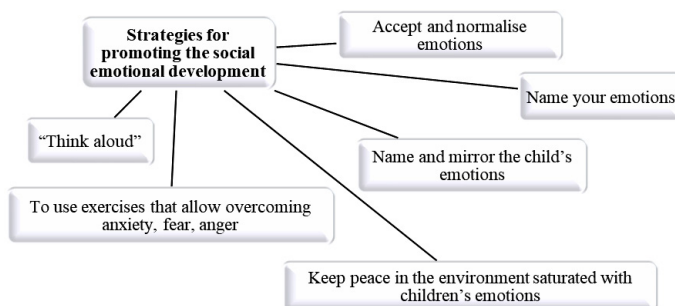 Strategies for
promoting the social
emotional development
Accept and normalise
emotions
Name your emotions
“Think aloud”
Name and mirror the child’s
emotions
To use exercises that allow overcoming
anxiety, fear, anger
Keep peace in the environment saturated with
children’s emotions